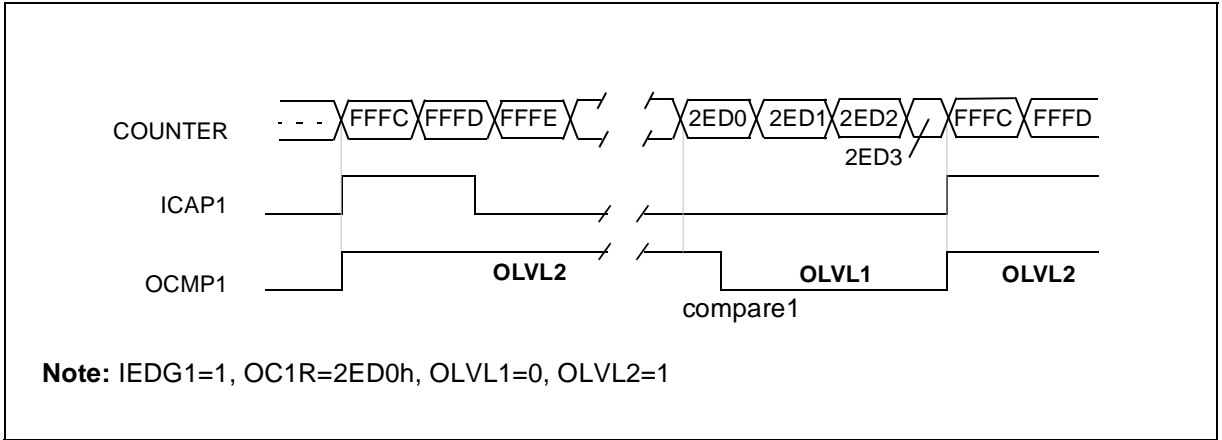 COUNTER - - - FFFC FFFD FFFE 2ED0 2ED1 2ED2 FFFC FFFD
2ED3
ICAP1
OCMP1 OLVL2 OLVL1 OLVL2
compare1
Note: IEDG1=1, OC1R=2ED0h, OLVL1=0, OLVL2=1